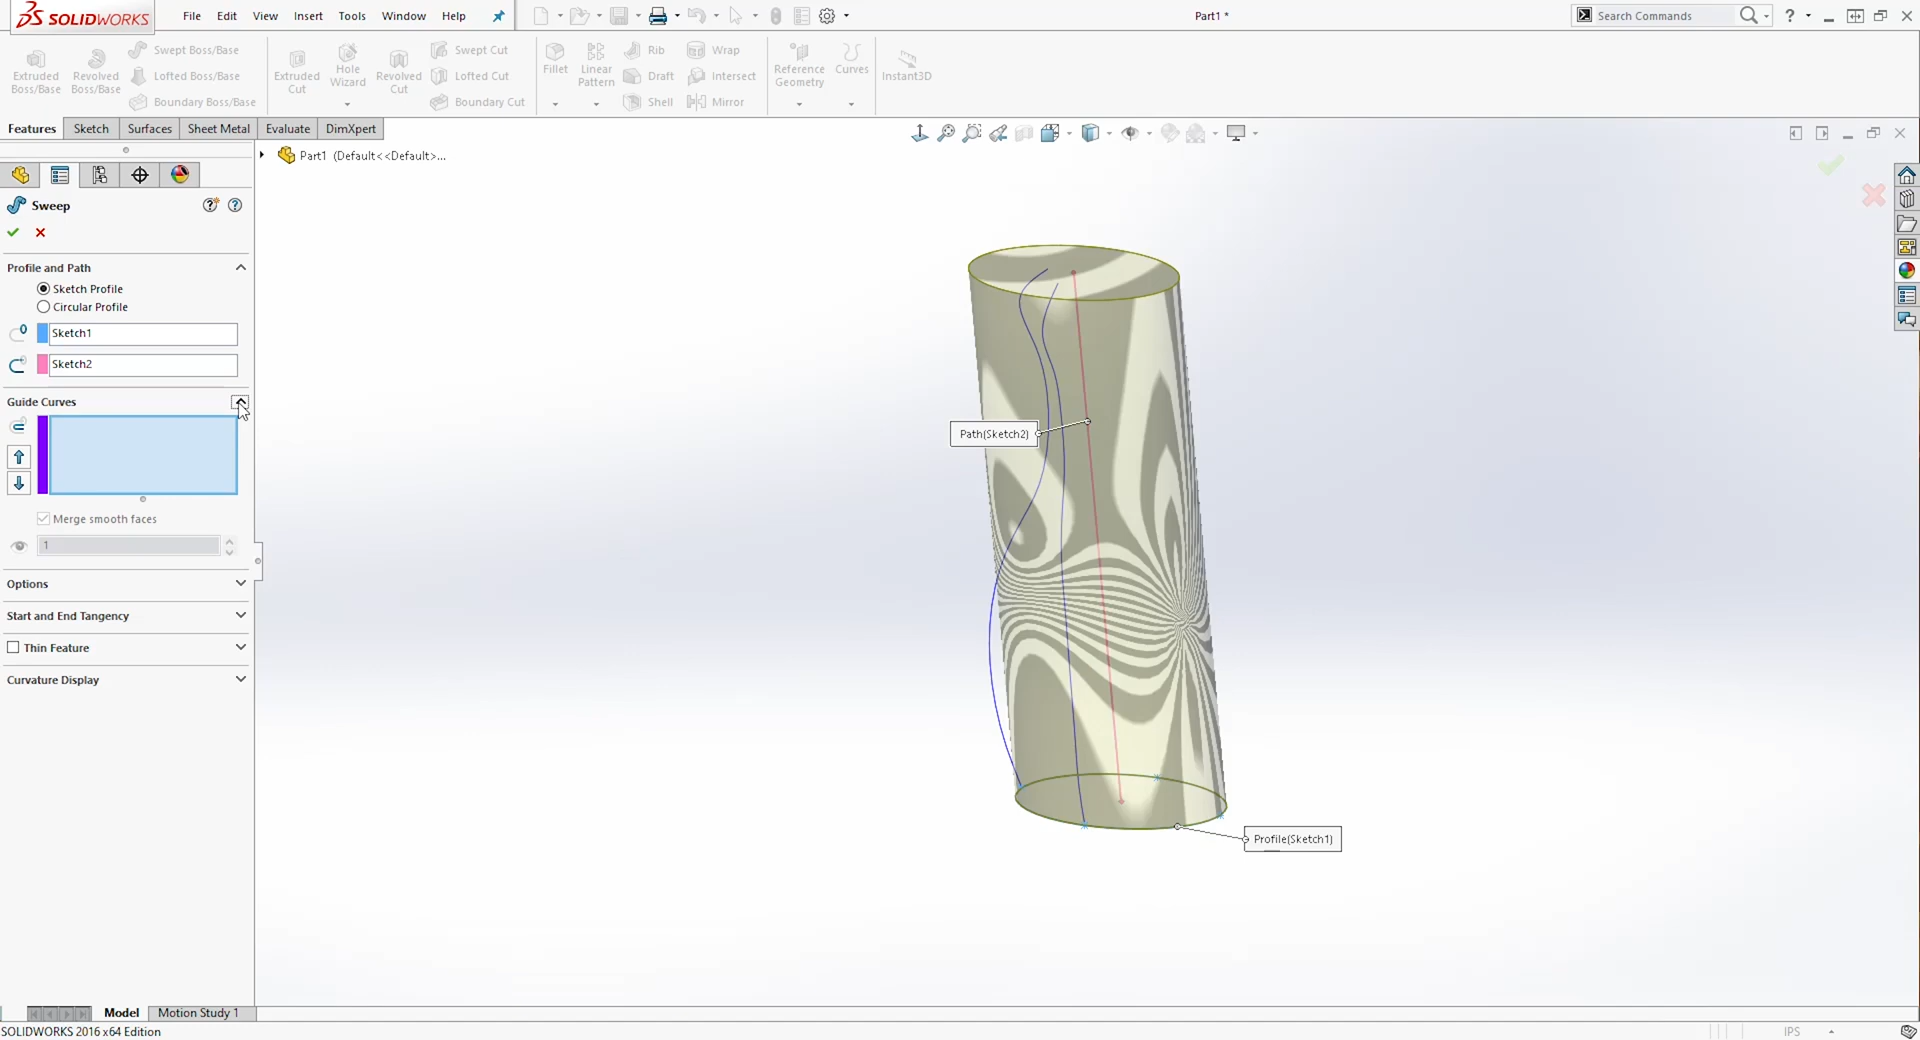 SOLIDWORKS
File Edit View Insert Tools Window Help
Part1 *
Search Commands
Extruded Boss/Base
Revolved Boss/Base
Swept Boss/Base
Lofted Boss/Base
Boundary Boss/Base
Extruded Cut
Hole Wizard
Revolved Cut
Swept Cut
Lofted Cut
Boundary Cut
Fillet
Linear Pattern
Rib
Draft
Shell
Wrap
Intersect
Mirror
Reference Geometry
Curves
Instant3D
Features Sketch Surfaces Sheet Metal Evaluate DimXpert
Part1 (Default<<Default>...
Sweep
Profile and Path
Sketch Profile
Circular Profile
Sketch1
Sketch2
Guide Curves
Merge smooth faces
1
Options
Start and End Tangency
Thin Feature
Curvature Display
Path(Sketch2)
Profile(Sketch1)
Model Motion Study 1
SOLIDWORKS 2016 x64 Edition
IPS